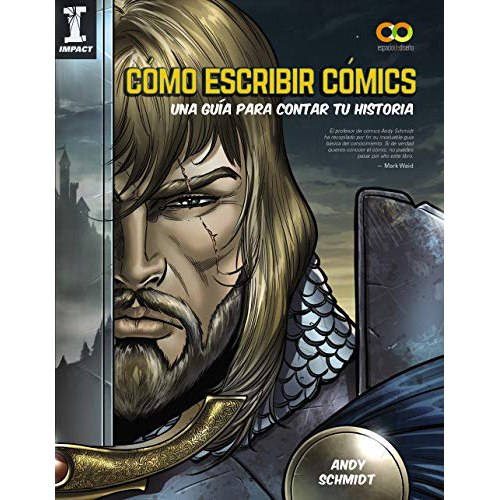 IMPACT
espaciodediseño
CÓMO ESCRIBIR CÓMICS
UNA GUÍA PARA CONTAR TU HISTORIA
El profesor de cómics Andy Schmidt
ha recopilado por fin su invaluable guía
básica del conocimiento. Si de verdad
quieres conocer el cómic, no puedes
pasar por alto este libro.
— Mark Waid
ANDY
SCHMIDT